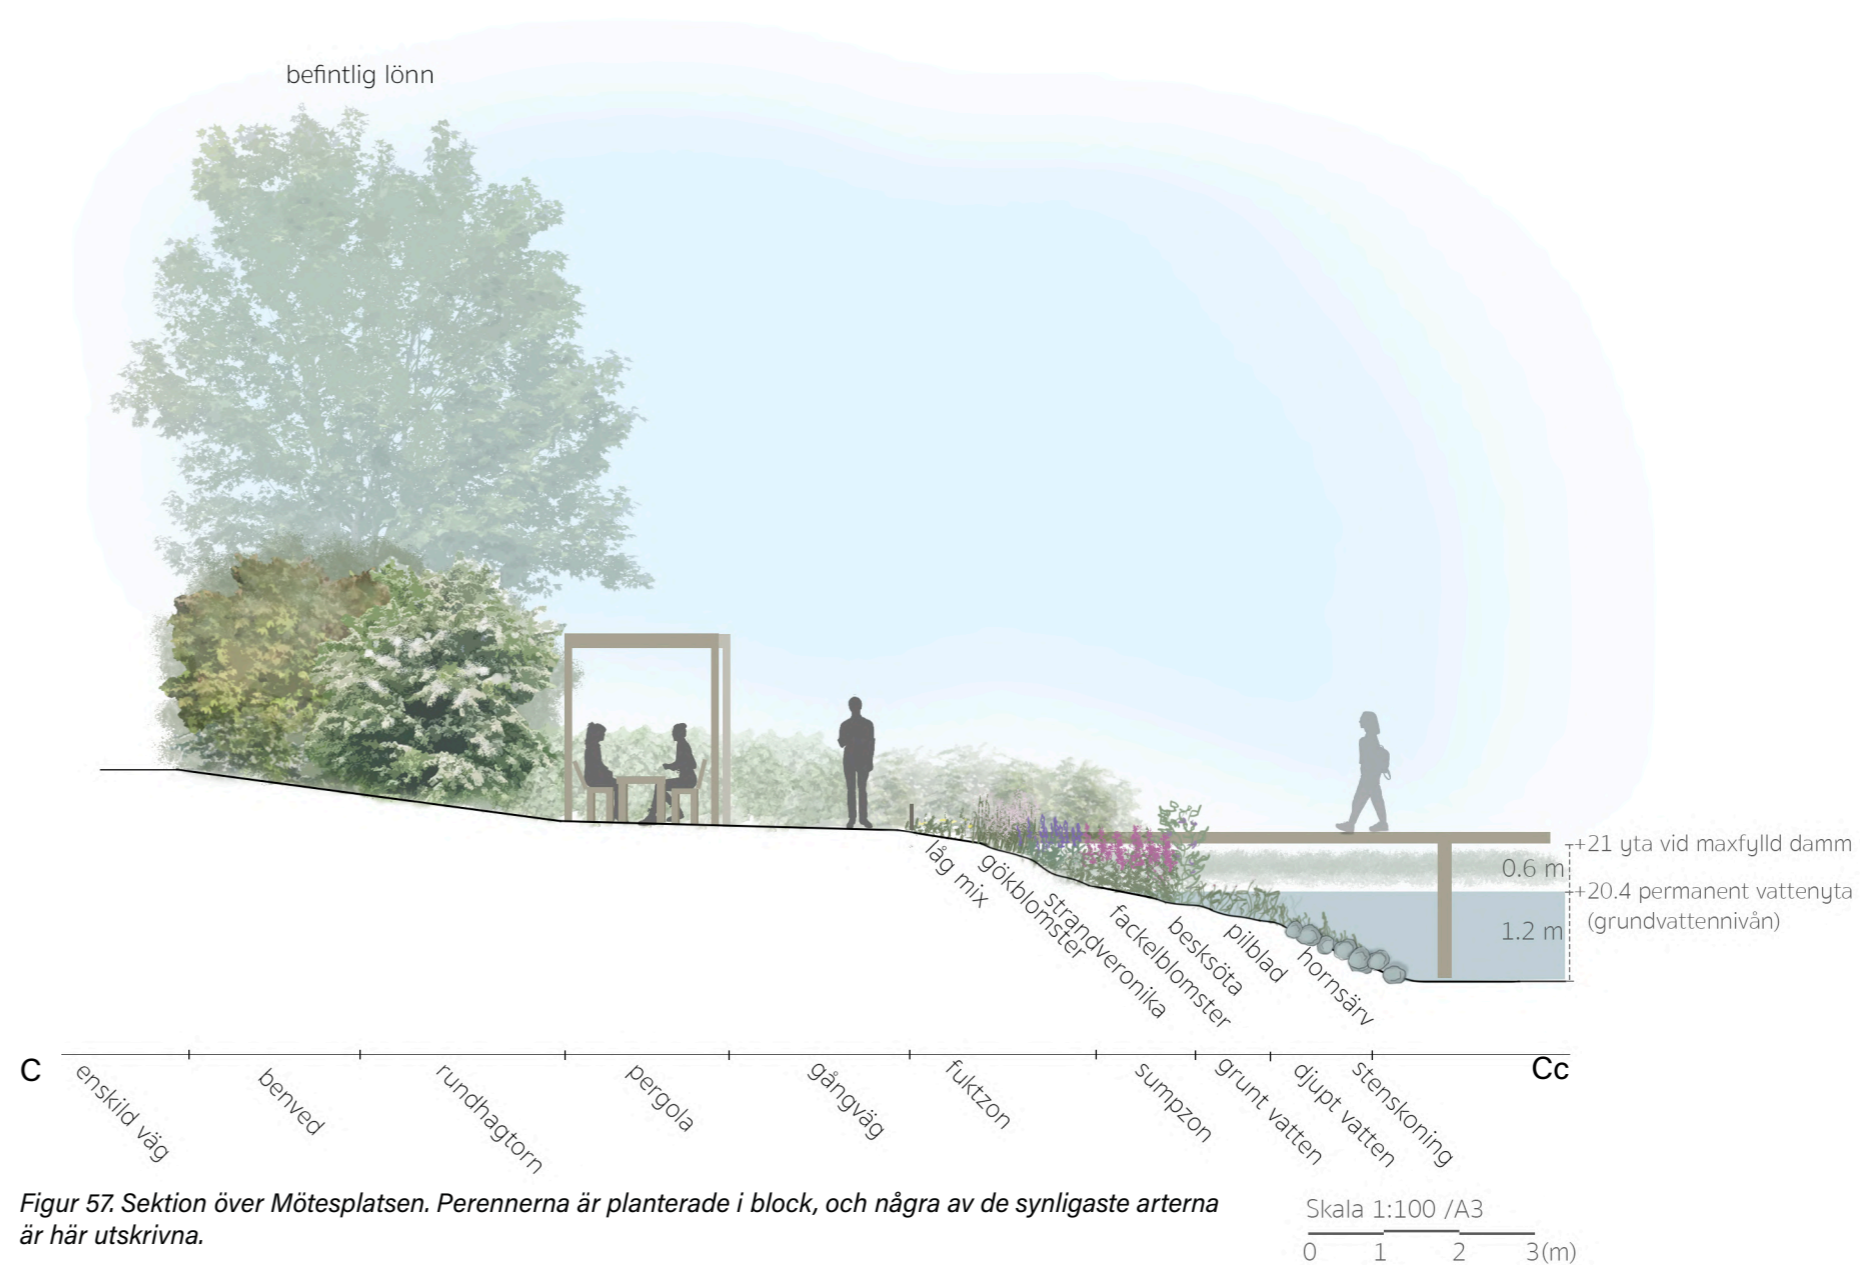 befintlig lönn
+21 yta vid maxfylld damm
0.6 m
+20.4 permanent vattenyta
(grundvattennivån)
1.2 m
låg mix
gökblomster
strandveronika
fackelblomster
besksöta
pilblad
hornsärv
C
Cc
enskild väg
benved
rundhagtorn
pergola
gångväg
fuktzon
sumpzon
grunt vatten
djupt vatten
stenskoning
Figur 57. Sektion över Mötesplatsen. Perennerna är planterade i block, och några av de synligaste arterna
är här utskrivna.
Skala 1:100 /A3
0 1 2 3(m)